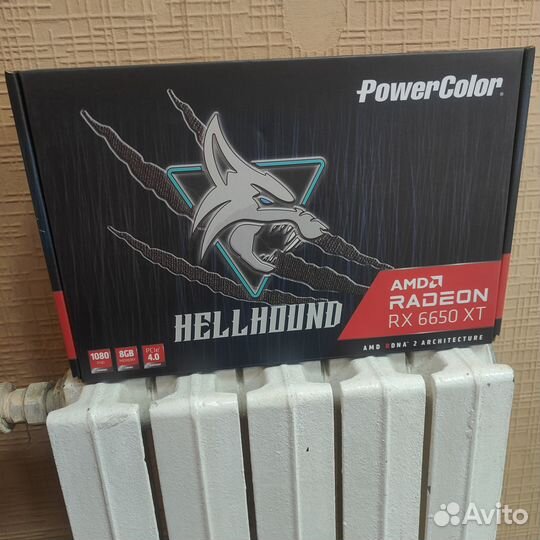 PowerColor
AMD
RADEON
RX 6650 XT
AMD RDNA 2 ARCHITECTURE
HELLHOUND
1080
8GB
PCIe
4.0
Avito